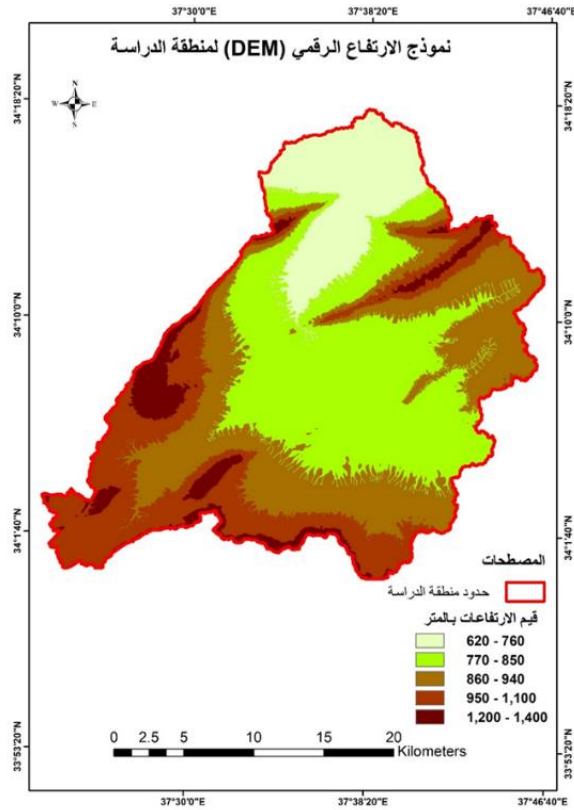 37°30'0"E 37°38'20"E 37°46'40"E
نموذج الارتفاع الرقمي (DEM) لمنطقة الدراسة
N
W E
S
34°18'20"N 34°18'20"N
34°10'0"N 34°10'0"N
34°1'40"N 34°1'40"N
المصطحات
حدود منطقة الدراسة
قيم الارتفاعات بالمتر
620 - 760
770 - 850
860 - 940
950 - 1,100
1,200 - 1,400
0 2.5 5 10 15 20
Kilometers
33°53'20"N 33°53'20"N
37°30'0"E 37°38'20"E 37°46'40"E